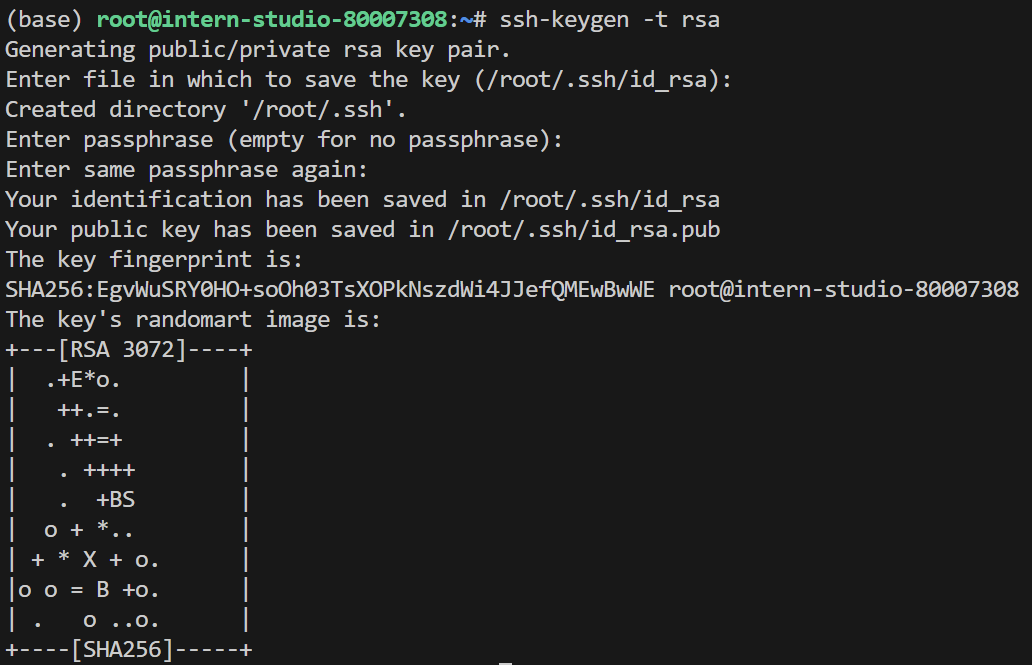 (base) root@intern-studio-80007308:~# ssh-keygen -t rsa
Generating public/private rsa key pair.
Enter file in which to save the key (/root/.ssh/id_rsa):
Created directory '/root/.ssh'.
Enter passphrase (empty for no passphrase):
Enter same passphrase again:
Your identification has been saved in /root/.ssh/id_rsa
Your public key has been saved in /root/.ssh/id_rsa.pub
The key fingerprint is:
SHA256:EgvWuSRY0HO+soOh03TsXOPkNszdWi4JJefQMEwBwWE root@intern-studio-80007308
The key's randomart image is:
+---[RSA 3072]----+
|  .+E*o.         |
|   ++.=.         |
|  . ++=+         |
|   . ++++        |
|   .  +BS        |
|  o + *..        |
| + * X + o.      |
|o o = B +o.      |
| .   o ..o.      |
+----[SHA256]-----+